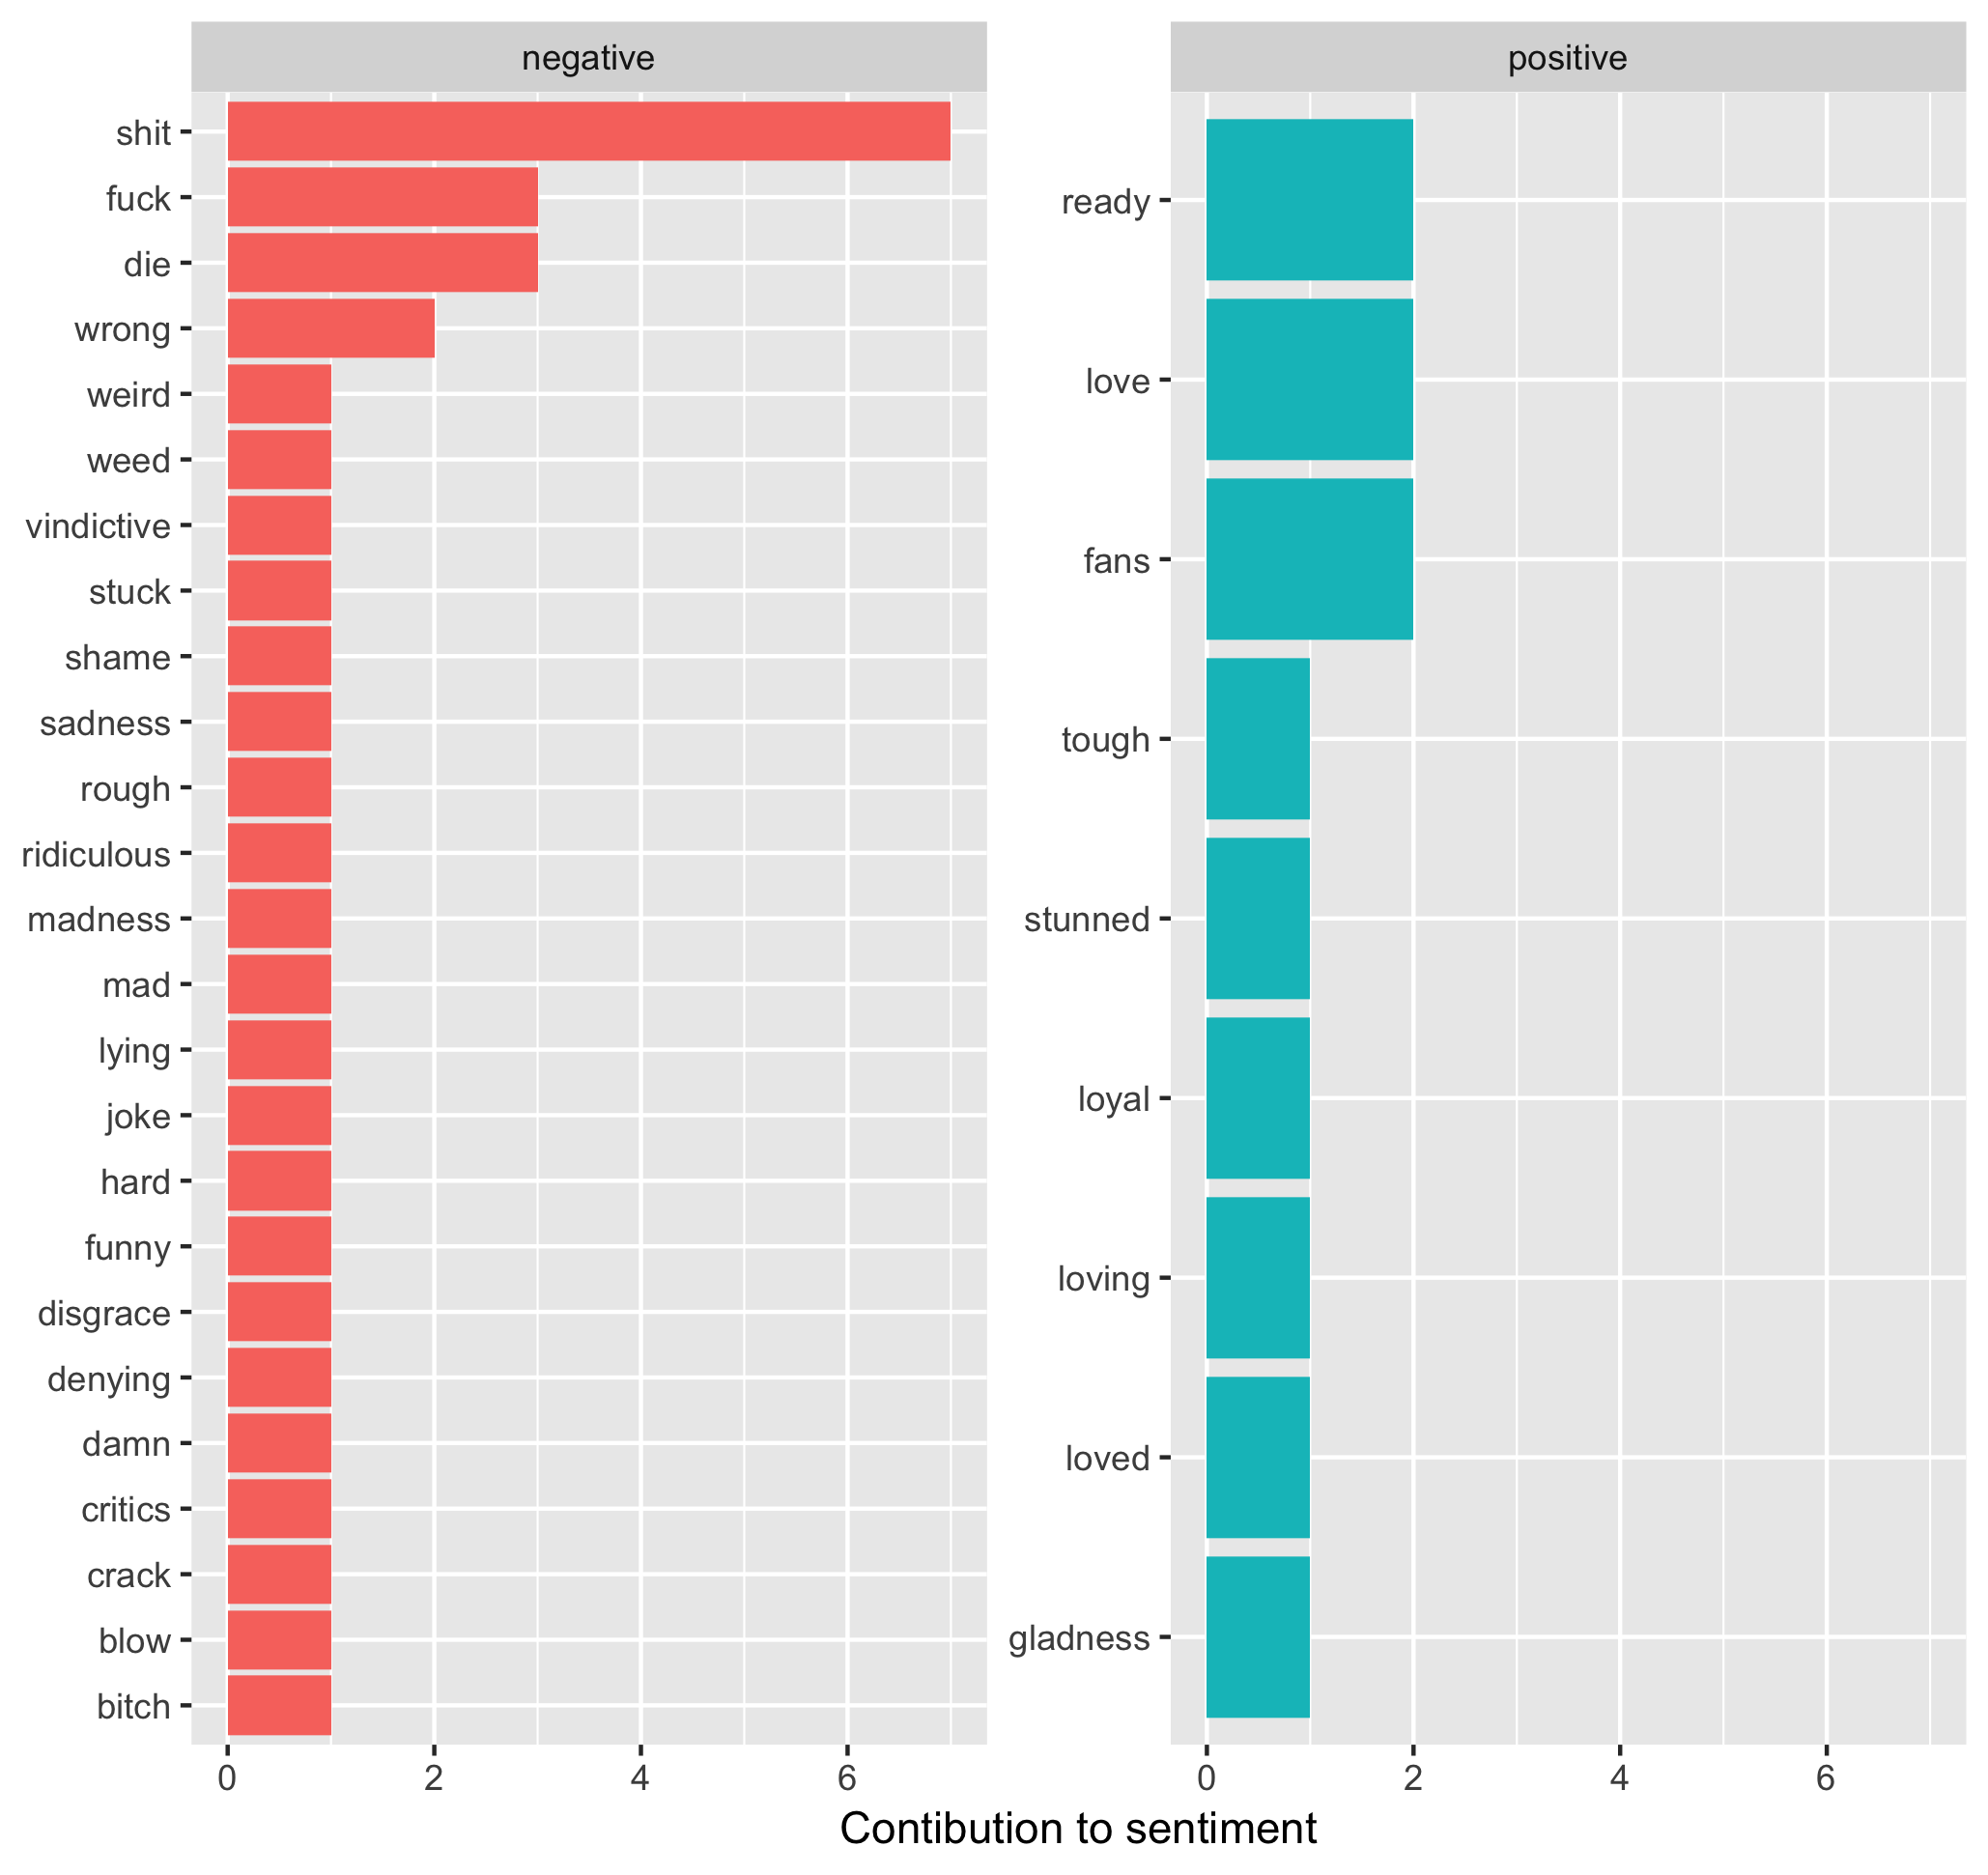 negative
shit
fuck
die
wrong
weird
weed
vindictive
stuck
shame
sadness
rough
ridiculous
madness
mad
lying
joke
hard
funny
disgrace
denying
damn
critics
crack
blow
bitch
0 2 4 6
positive
ready
love
fans
tough
stunned
loyal
loving
loved
gladness
0 2 4 6
Contibution to sentiment